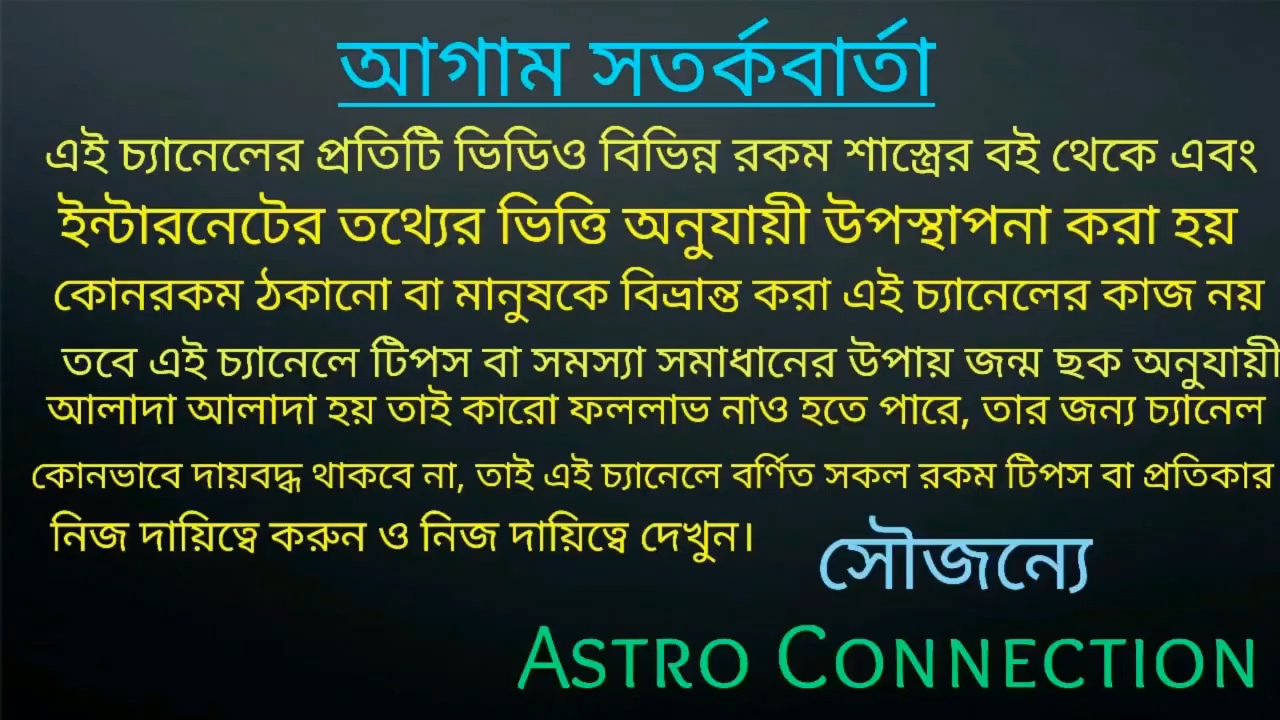 আগাম সতর্কবার্তা
এই চ্যানেলের প্রতিটি ভিডিও বিভিন্ন রকম শাস্ত্রের বই থেকে এবং
ইন্টারনেটের তথ্যের ভিত্তি অনুযায়ী উপস্থাপনা করা হয়
কোনরকম ঠকানো বা মানুষকে বিভ্রান্ত করা এই চ্যানেলের কাজ নয়
তবে এই চ্যানেলে টিপস বা সমস্যা সমাধানের উপায় জন্ম ছক অনুযায়ী
আলাদা আলাদা হয় তাই কারো ফললাভ নাও হতে পারে, তার জন্য চ্যানেল
কোনভাবে দায়বদ্ধ থাকবে না, তাই এই চ্যানেলে বর্ণিত সকল রকম টিপস বা প্রতিকার
নিজ দায়িত্বে করুন ও নিজ দায়িত্বে দেখুন।
সৌজন্যে
ASTRO CONNECTION